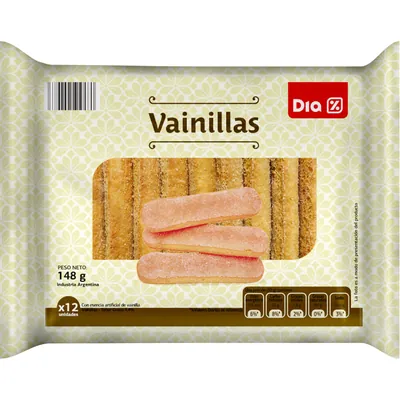 Dia %
Vainillas
PESO NETO:
148 g
Industria Argentina
x12
unidades
Con esencia artificial de vainilla
La foto es a modo de presentación del producto
6%* 8%* 2%* 0%* 3%*